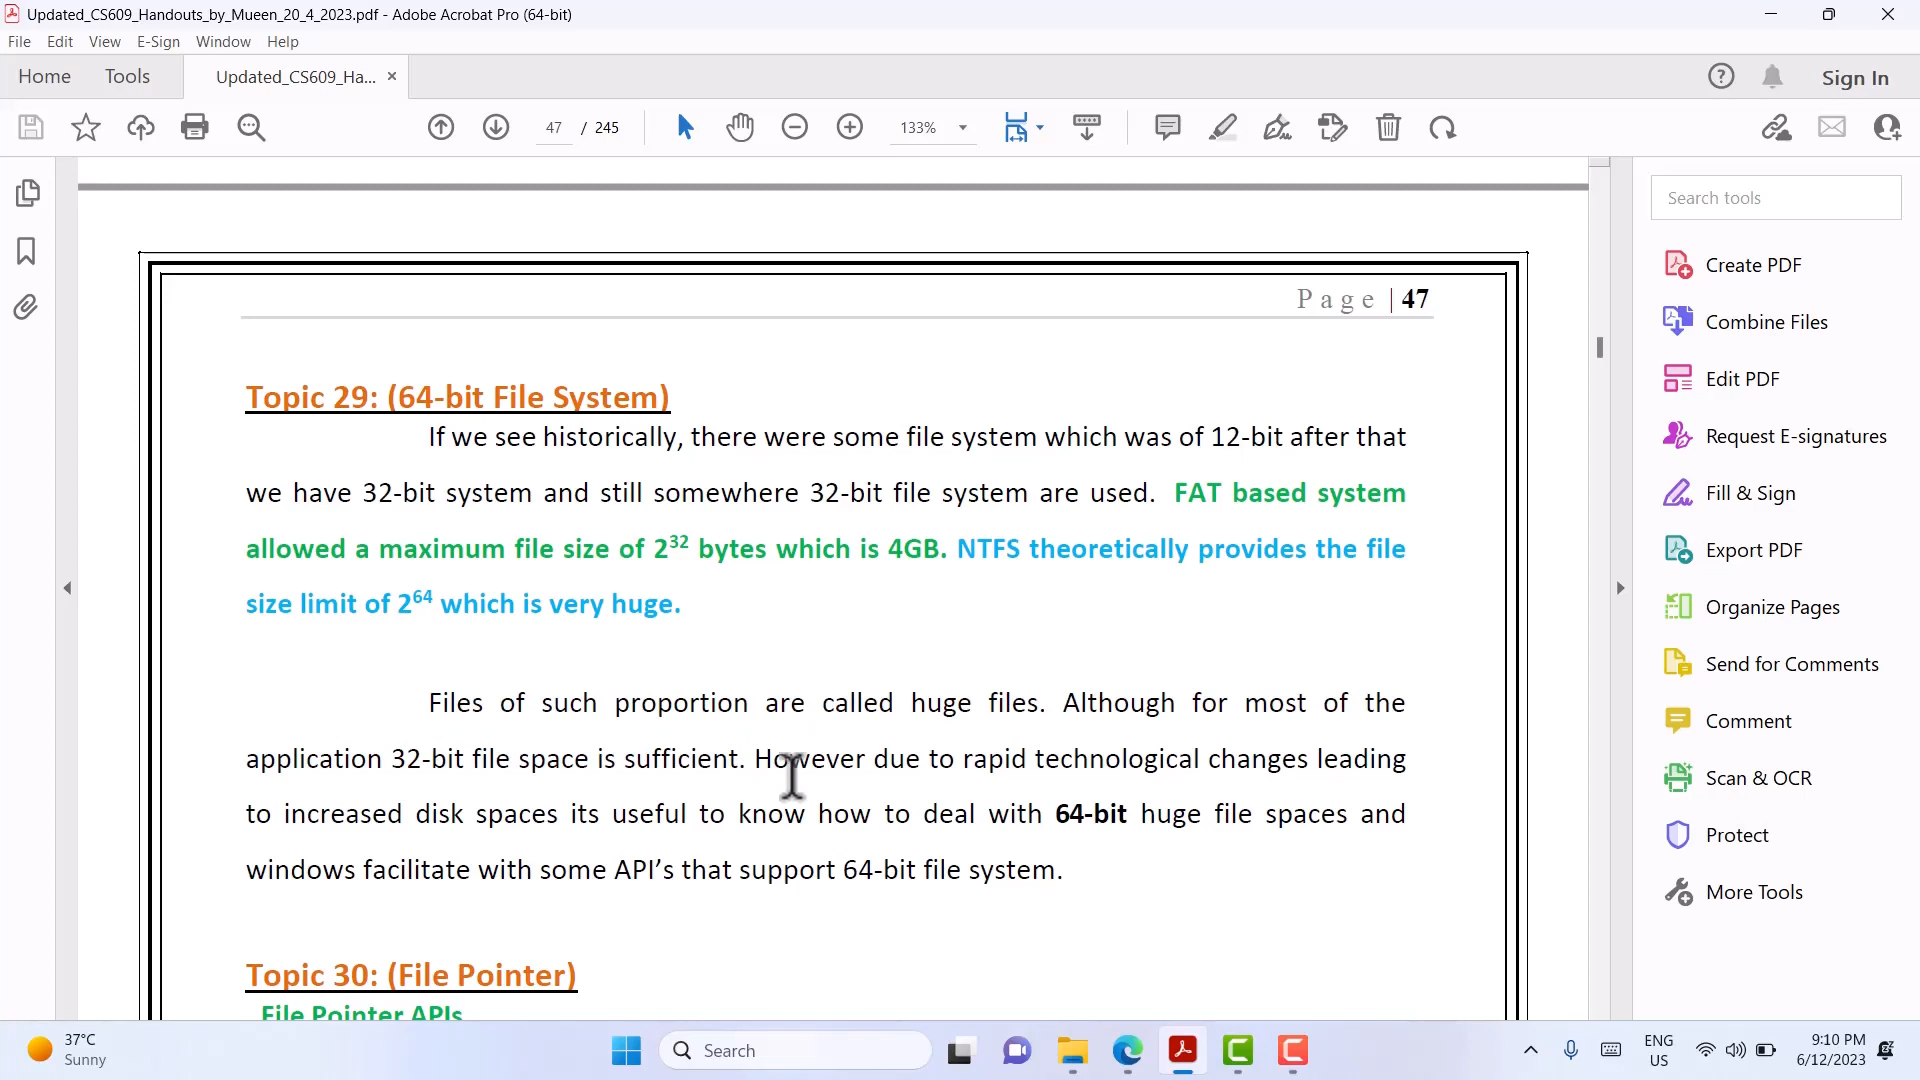 Updated_CS609_Handouts_by_Mueen_20_4_2023.pdf - Adobe Acrobat Pro (64-bit)
File Edit View E-Sign Window Help
Home Tools Updated_CS609_Ha... × Sign In
47 / 245 133%
Search tools
Create PDF
Combine Files
Edit PDF
Request E-signatures
Fill & Sign
Export PDF
Organize Pages
Send for Comments
Comment
Scan & OCR
Protect
More Tools
Page | 47
Topic 29: (64-bit File System)
If we see historically, there were some file system which was of 12-bit after that
we have 32-bit system and still somewhere 32-bit file system are used. FAT based system
allowed a maximum file size of 2³² bytes which is 4GB. NTFS theoretically provides the file
size limit of 2⁶⁴ which is very huge.
Files of such proportion are called huge files. Although for most of the
application 32-bit file space is sufficient. However due to rapid technological changes leading
to increased disk spaces its useful to know how to deal with 64-bit huge file spaces and
windows facilitate with some API’s that support 64-bit file system.
Topic 30: (File Pointer)
File Pointer APIs
37°C
Sunny
Search
ENG
US
9:10 PM
6/12/2023